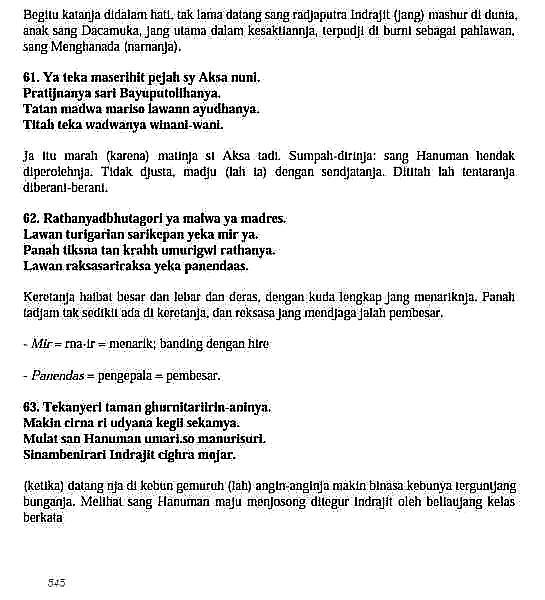 Begitu katanja didalam hati, tak lama datang sang radjaputra Indrajit (jang) mashur di dunia,
anak sang Dacamuka, jang utama dalam kesaktiannja, terpudji di burni sebagai pahlawan,
sang Menghanada (narnanja).
61. Ya teka maserihit pejah sy Aksa nuni.
Pratijnanya sari Bayuputolihanya.
Tatan madwa mariso lawann ayudhanya.
Titah teka wadwanya winani-wani.
Ja itu marah (karena) matinja si Aksa tadi. Sumpah-dirinja: sang Hanuman hendak
diperolehnja. Tidak djusta, madju (lah ia) dengan sendjatanja. Dititah lah tentaranja
diberani-berani.
62. Rathanyadbhutagori ya malwa ya madres.
Lawan turigarian sarikepan yeka mir ya.
Panah tiksna tan krahh umurigwi rathanya.
Lawan raksasariraksa yeka panendaas.
Keretanja haibat besar dan lebar dan deras, dengan kuda lengkap jang menariknja. Panah
tadjam tak sedikit ada di keretanja, dan reksasa jang mendjaga jalah pembesar.
- Mir = rna-ir = menarik; banding dengan hire
- Panendas = pengepala = pembesar.
63. Tekanyeri taman ghurnitariirin-aninya.
Makin cirna ri udyana kegii sekamya.
Mulat san Hanuman umari.so manurisuri.
Sinambenirari Indrajit cighra mojar.
(ketika) datang nja di kebun gemuruh (lah) angin-anginja makin binasa kebunya terguntjang
bunganja. Melihat sang Hanuman maju menjosong ditegur Indrajit oleh beliaujang kelas
berkata
545